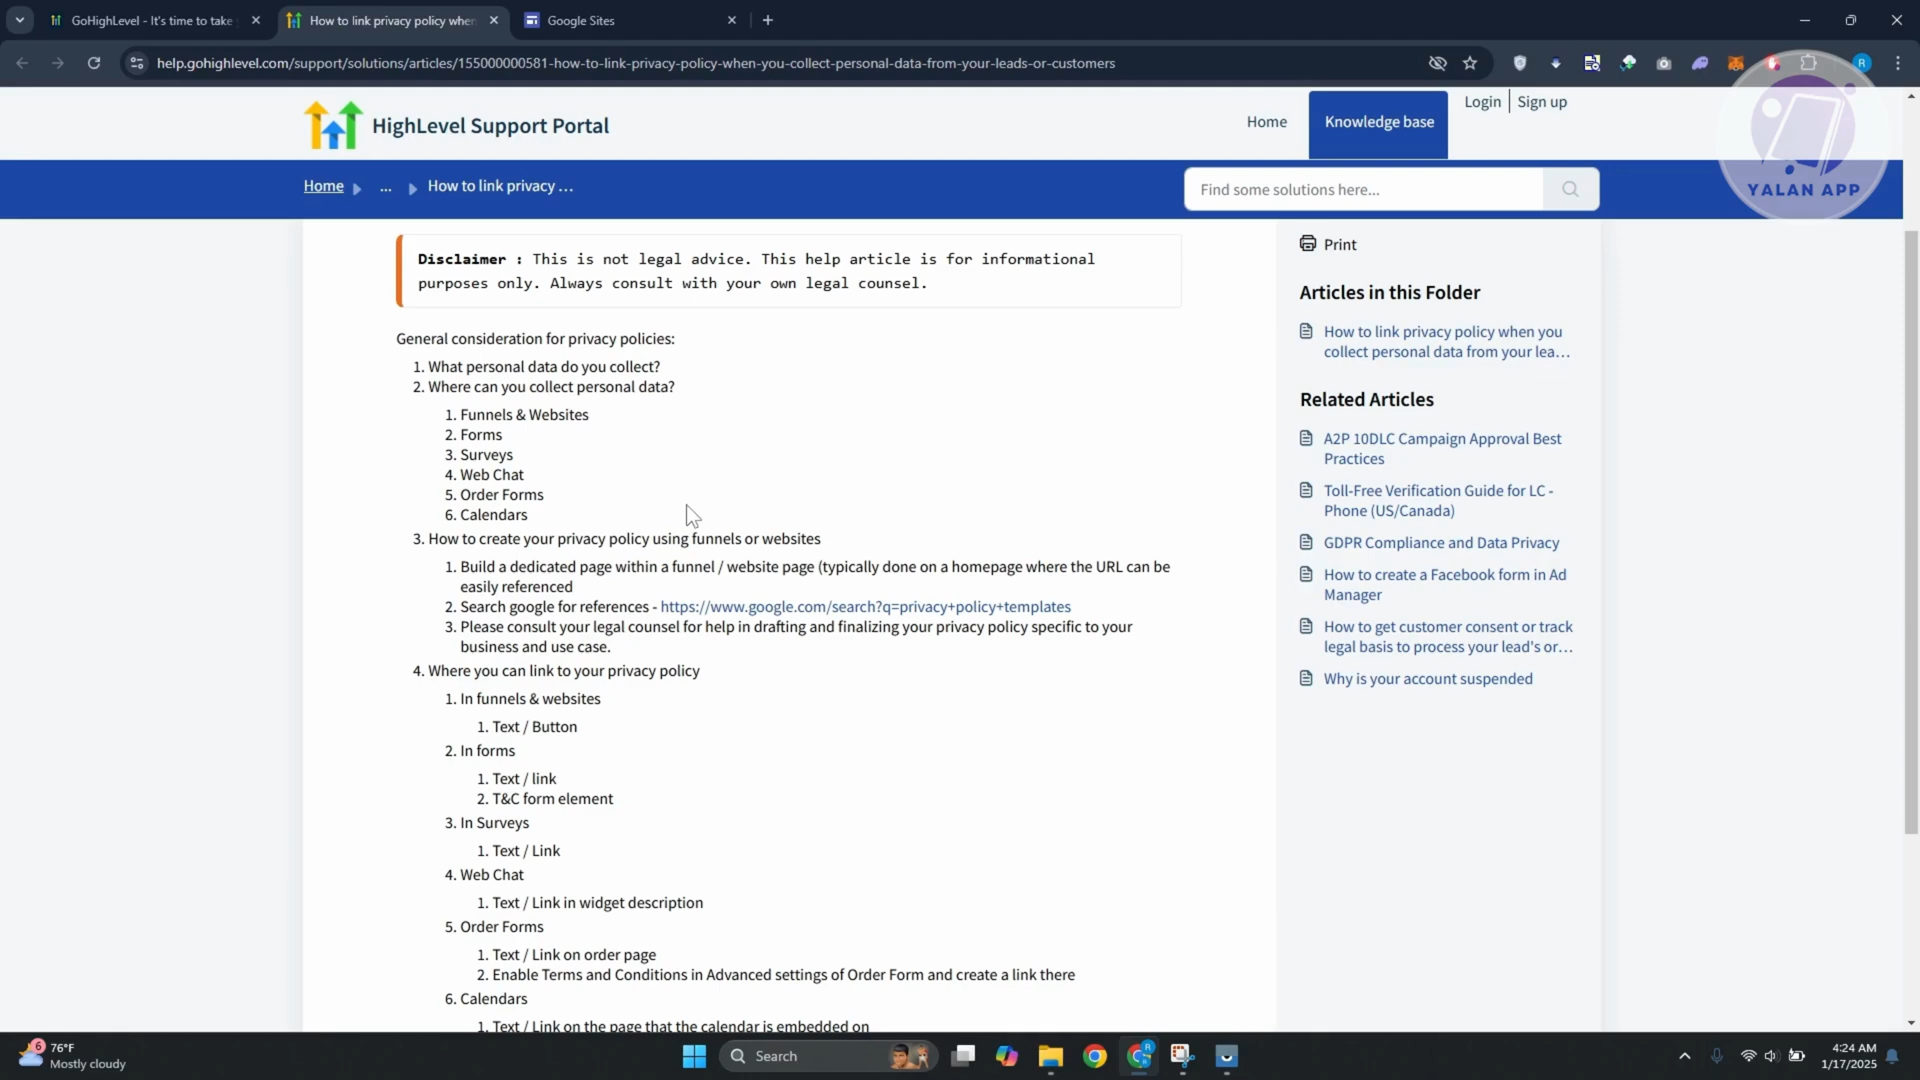 GoHighLevel - It's time to take
How to link privacy policy when
Google Sites
help.gohighlevel.com/support/solutions/articles/155000000581-how-to-link-privacy-policy-when-you-collect-personal-data-from-your-leads-or-customers
R
HighLevel Support Portal
Home
Knowledge base
Login
Sign up
YALAN APP
Home
...
How to link privacy ...
Find some solutions here...
Disclaimer : This is not legal advice. This help article is for informational
purposes only. Always consult with your own legal counsel.
General consideration for privacy policies:
1. What personal data do you collect?
2. Where can you collect personal data?
1. Funnels & Websites
2. Forms
3. Surveys
4. Web Chat
5. Order Forms
6. Calendars
3. How to create your privacy policy using funnels or websites
1. Build a dedicated page within a funnel / website page (typically done on a homepage where the URL can be
easily referenced
2. Search google for references - https://www.google.com/search?q=privacy+policy+templates
3. Please consult your legal counsel for help in drafting and finalizing your privacy policy specific to your
business and use case.
4. Where you can link to your privacy policy
1. In funnels & websites
1. Text / Button
2. In forms
1. Text / link
2. T&C form element
3. In Surveys
1. Text / Link
4. Web Chat
1. Text / Link in widget description
5. Order Forms
1. Text / Link on order page
2. Enable Terms and Conditions in Advanced settings of Order Form and create a link there
6. Calendars
1. Text / Link on the page that the calendar is embedded on
Print
Articles in this Folder
How to link privacy policy when you
collect personal data from your lea...
Related Articles
A2P 10DLC Campaign Approval Best
Practices
Toll-Free Verification Guide for LC -
Phone (US/Canada)
GDPR Compliance and Data Privacy
How to create a Facebook form in Ad
Manager
How to get customer consent or track
legal basis to process your lead's or...
Why is your account suspended
6
76°F
Mostly cloudy
Search
R
4:24 AM
1/17/2025